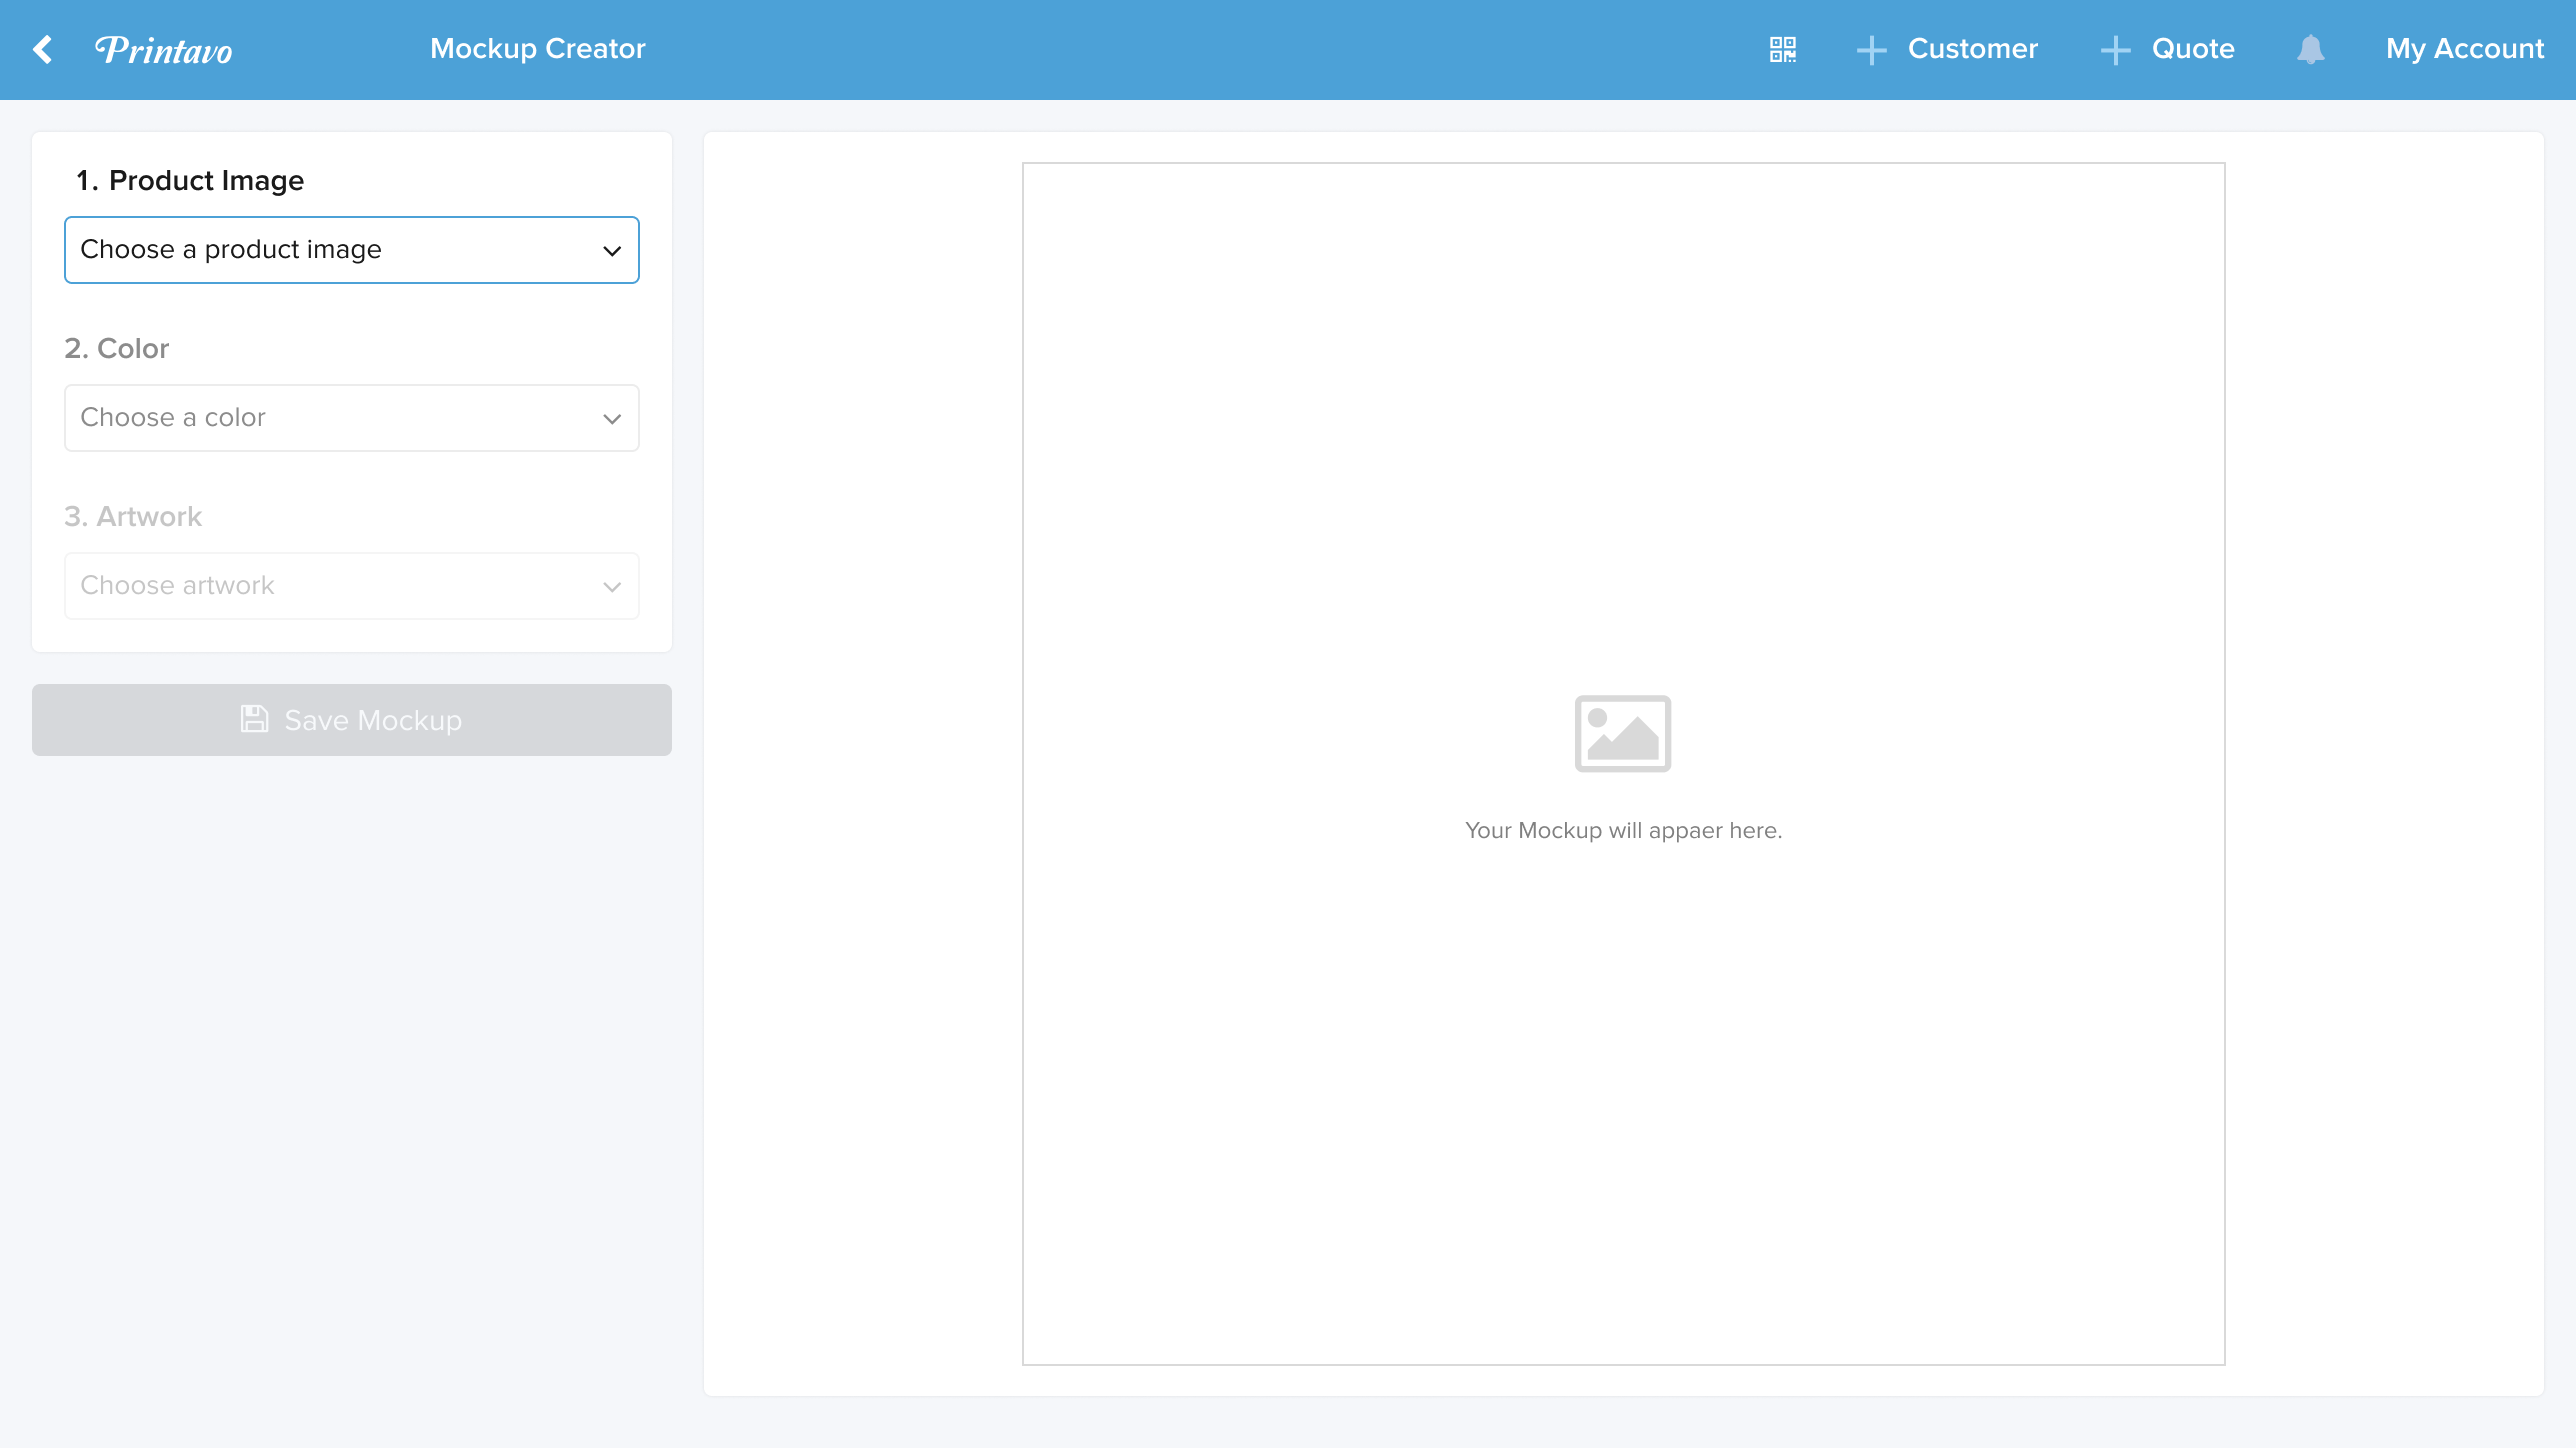 Printavo
Mockup Creator
Customer
Quote
My Account
1. Product Image
Choose a product image
2. Color
Choose a color
3. Artwork
Choose artwork
Save Mockup
Your Mockup will appaer here.